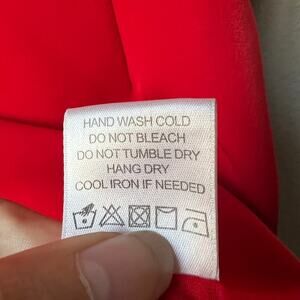 HAND WASH COLD
DO NOT BLEACH
DO NOT TUMBLE DRY
HANG DRY
COOL IRON IF NEEDED